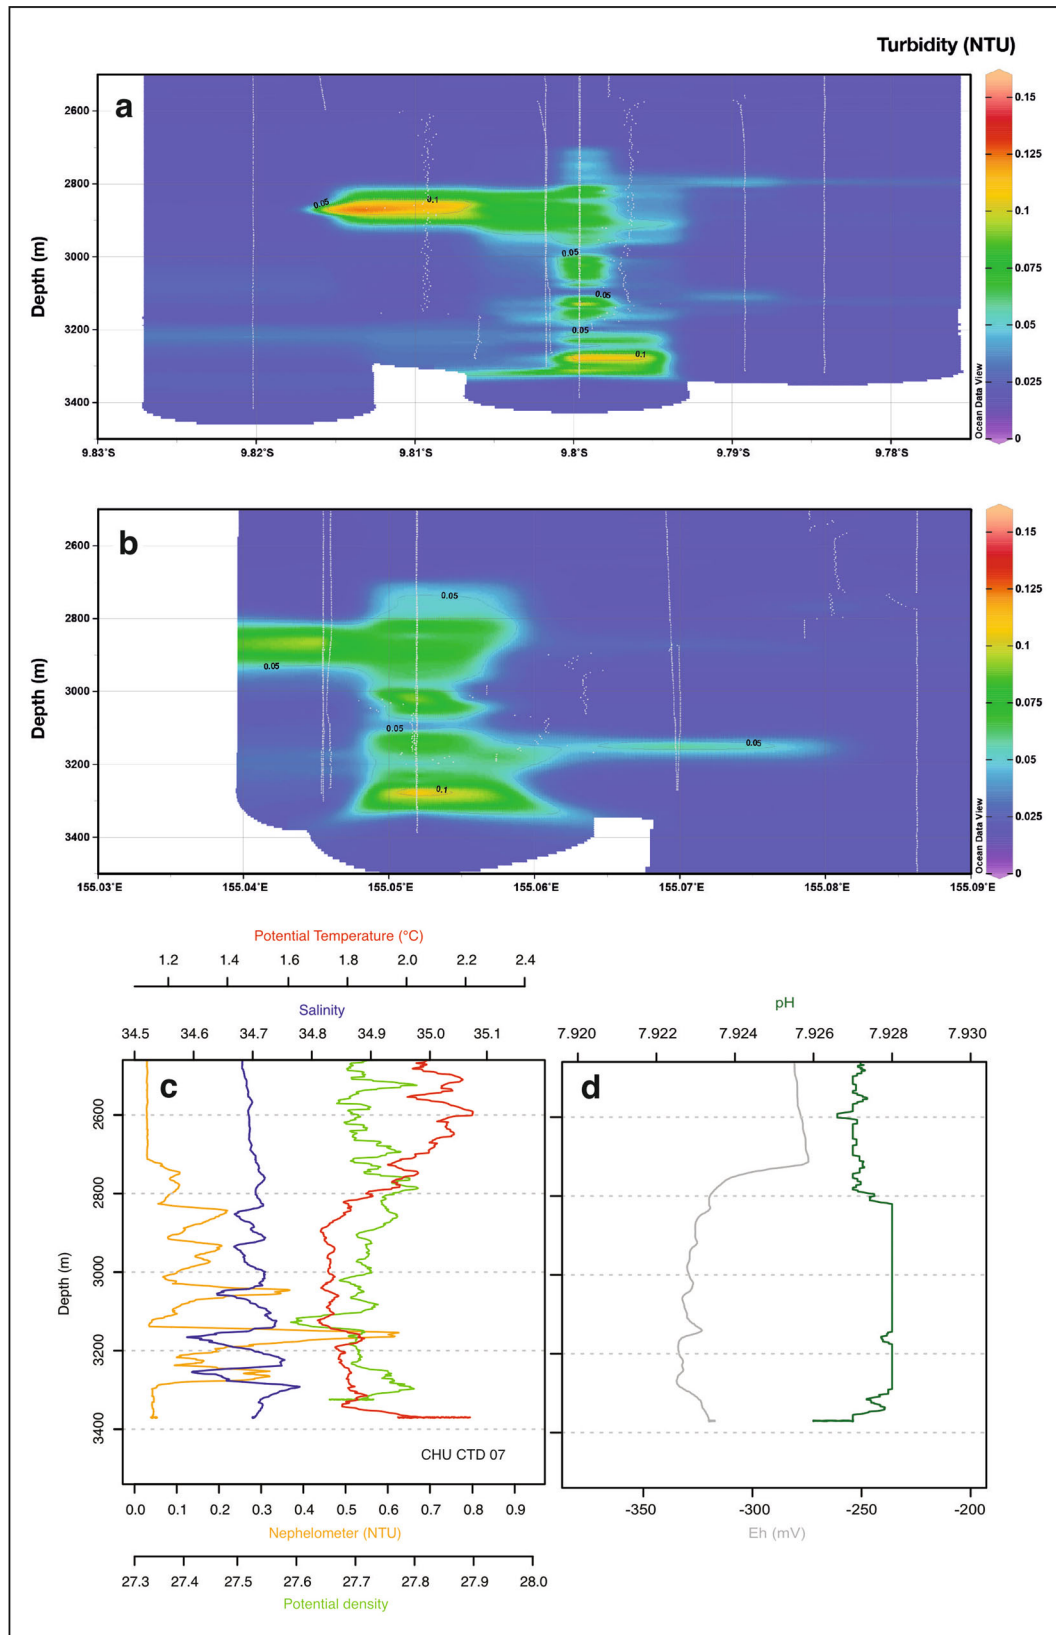 Turbidity (NTU)
a
2600
2800
3000
3200
3400
Depth (m)
0.05
0.1
0.05
0.05
0.05
0.1
9.83°S
9.82°S
9.81°S
9.8°S
9.79°S
9.78°S
Ocean Data View
0.15
0.125
0.1
0.075
0.05
0.025
0
b
2600
2800
3000
3200
3400
Depth (m)
0.05
0.05
0.05
0.05
0.1
155.03°E
155.04°E
155.05°E
155.06°E
155.07°E
155.08°E
155.09°E
Ocean Data View
0.15
0.125
0.1
0.075
0.05
0.025
0
Potential Temperature (°C)
1.2 1.4 1.6 1.8 2.0 2.2 2.4
Salinity
34.5 34.6 34.7 34.8 34.9 35.0 35.1
c
2600
2800
3000
3200
3400
Depth (m)
CHU CTD 07
0.0 0.1 0.2 0.3 0.4 0.5 0.6 0.7 0.8 0.9
Nephelometer (NTU)
27.3 27.4 27.5 27.6 27.7 27.8 27.9 28.0
Potential density
pH
7.920 7.922 7.924 7.926 7.928 7.930
d
-350 -300 -250 -200
Eh (mV)